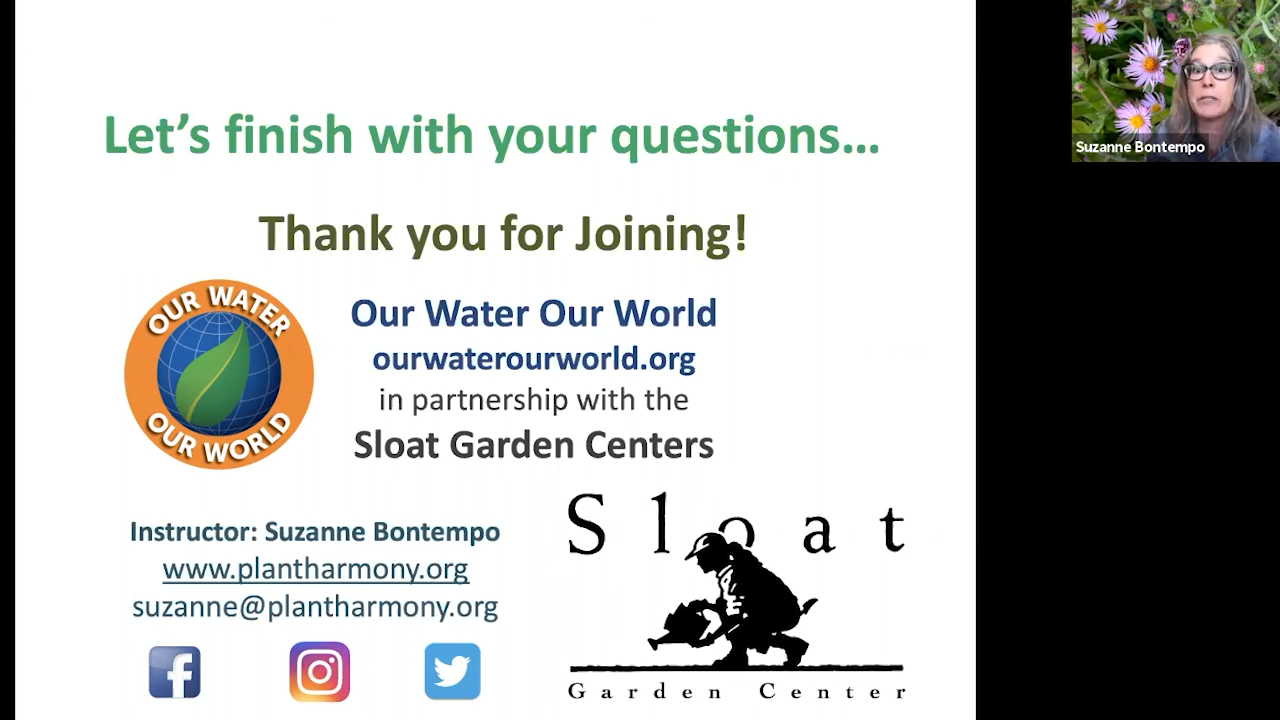 Let's finish with your questions...
Thank you for Joining!
OUR WATER
OUR WORLD
Our Water Our World
ourwaterourworld.org
in partnership with the
Sloat Garden Centers
Instructor: Suzanne Bontempo
www.plantharmony.org
suzanne@plantharmony.org
Sloat
Garden Center
Suzanne Bontempo